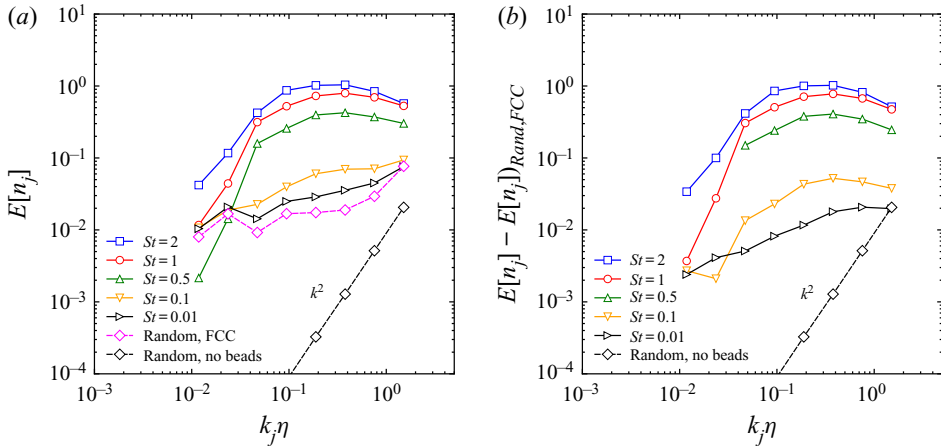 (a)
10^1
10^0
10^–1
10^–2
10^–3
10^–4
E[n_j]
St = 2
St = 1
St = 0.5
St = 0.1
St = 0.01
Random, FCC
Random, no beads
k^2
10^–3
10^–2
10^–1
10^0
k_jη
(b)
10^1
10^0
10^–1
10^–2
10^–3
10^–4
E[n_j] – E[n_j])_Rand,FCC
St = 2
St = 1
St = 0.5
St = 0.1
St = 0.01
Random, no beads
k^2
10^–3
10^–2
10^–1
10^0
k_jη